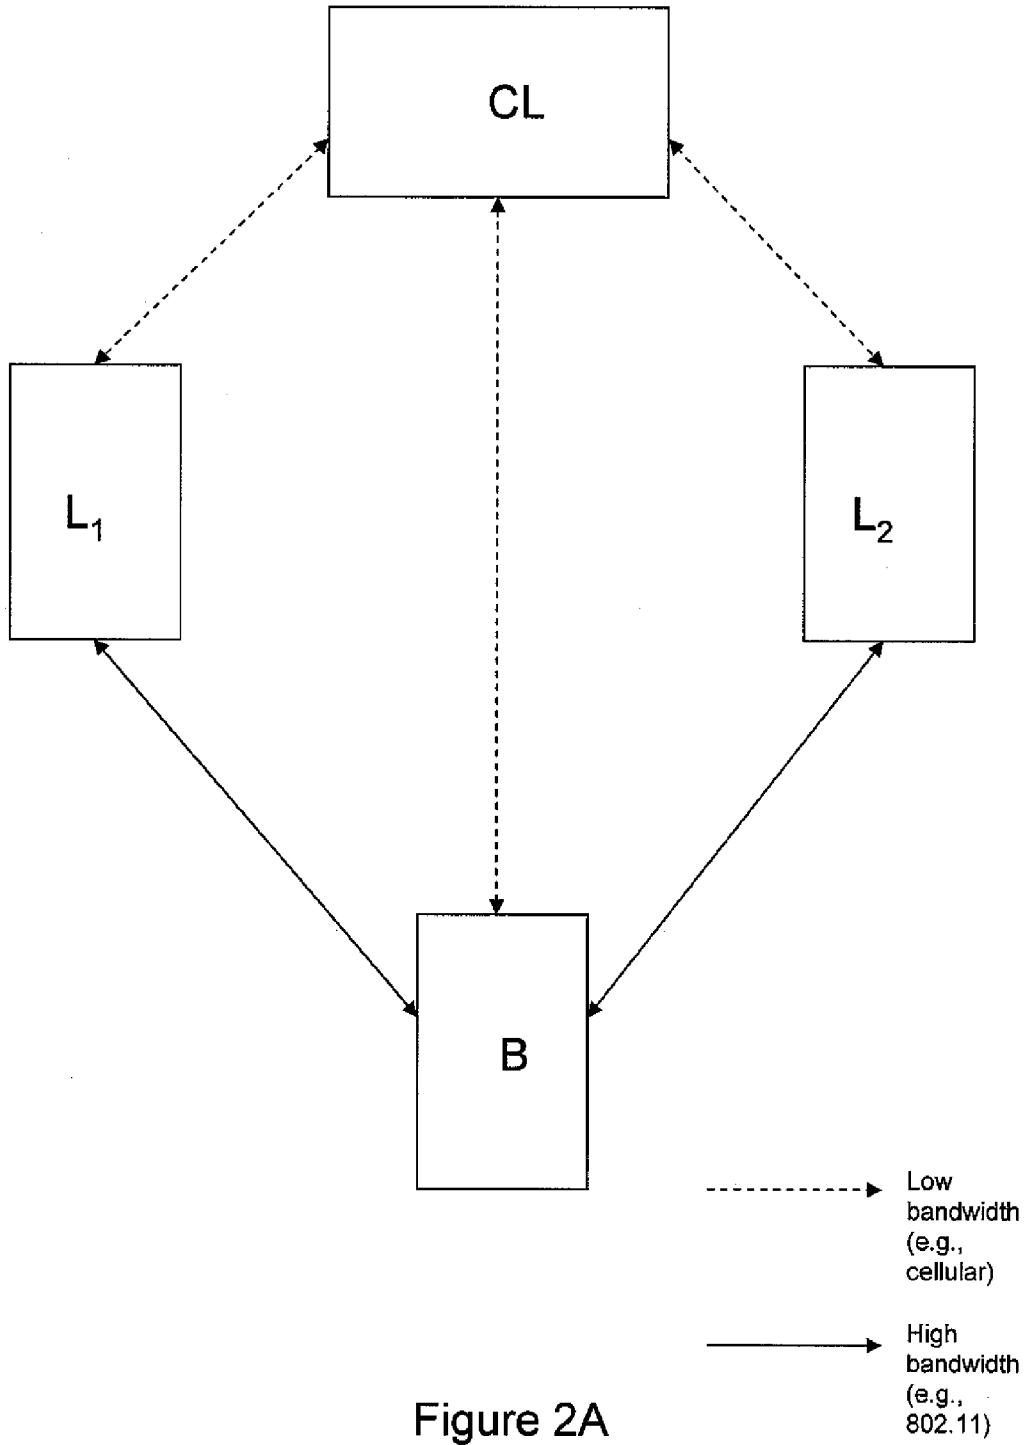 CL
L₁
L₂
B
Low
bandwidth
(e.g.,
cellular)
High
bandwidth
(e.g.,
802.11)
Figure 2A